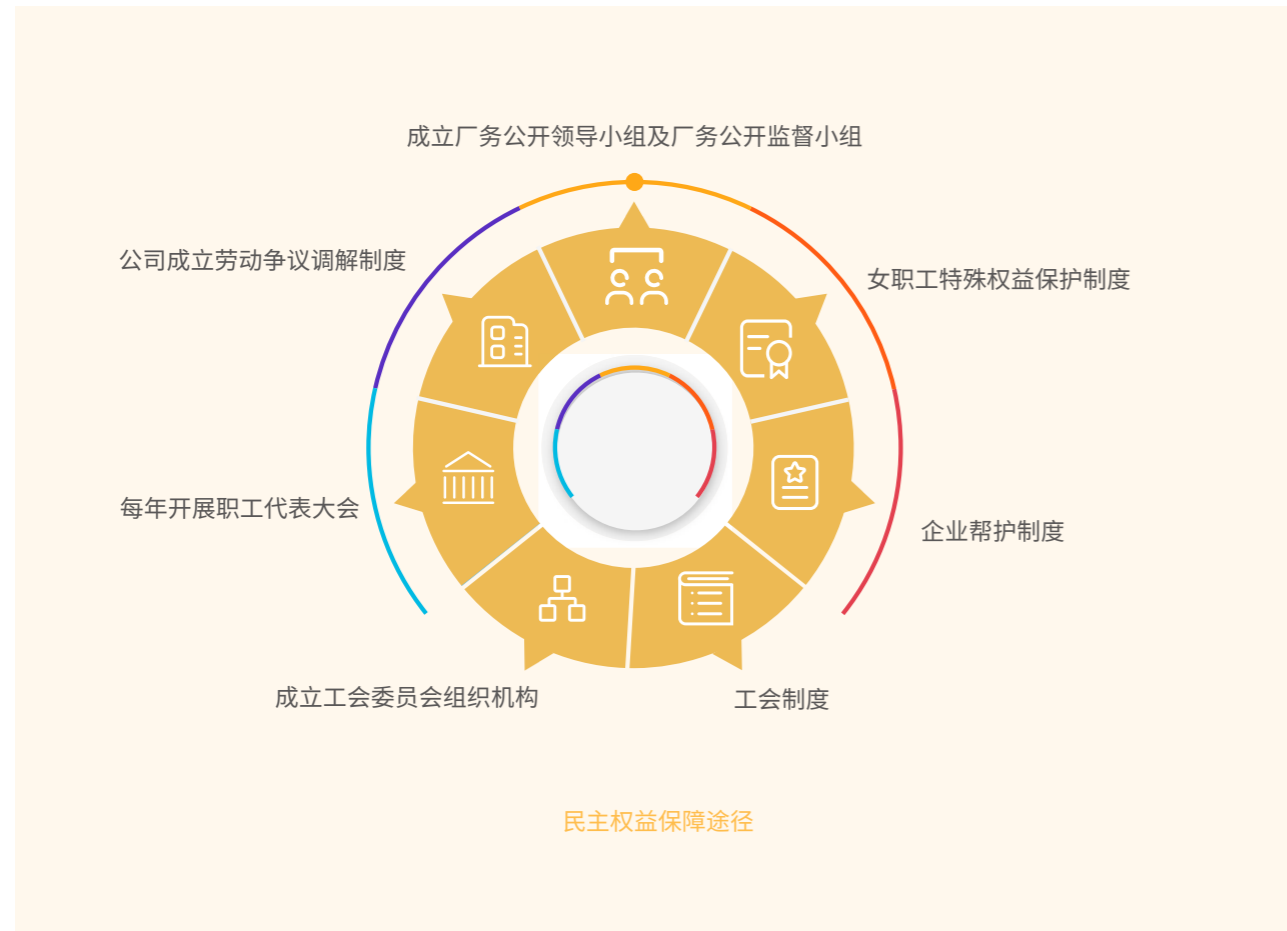 成立厂务公开领导小组及厂务公开监督小组
公司成立劳动争议调解制度
女职工特殊权益保护制度
每年开展职工代表大会
企业帮护制度
成立工会委员会组织机构
工会制度
民主权益保障途径